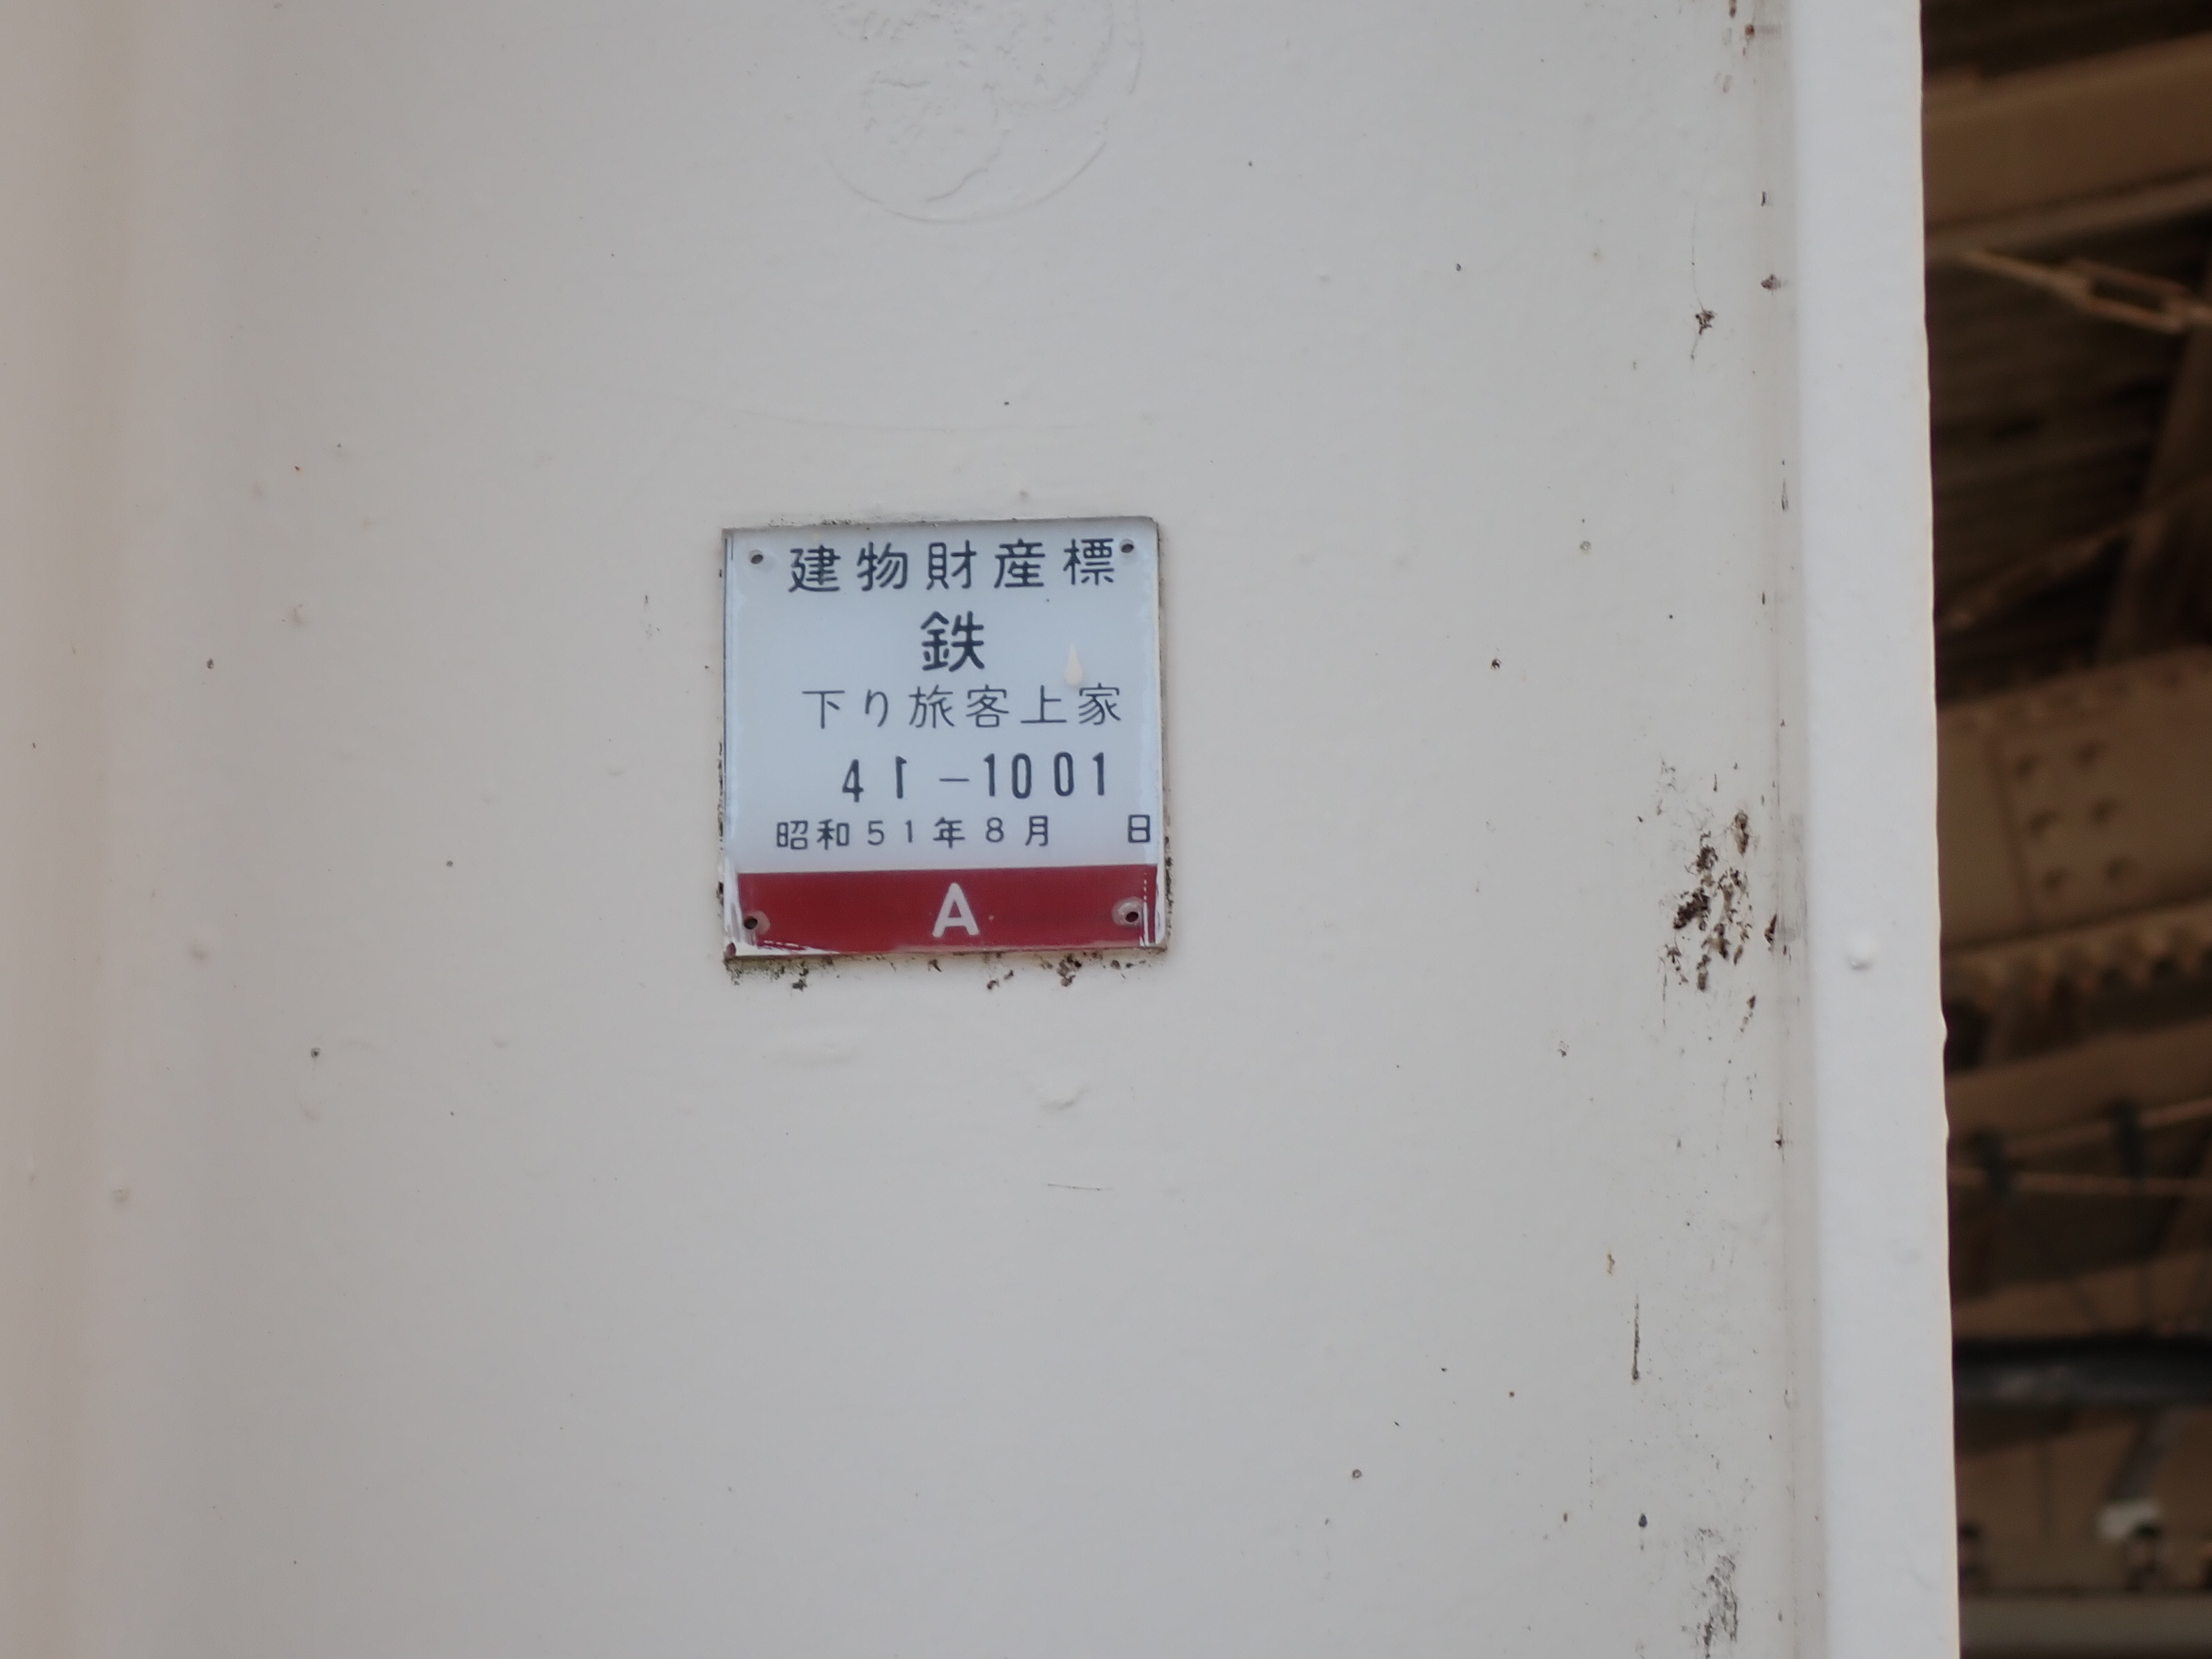 建物財産標
鉄
下り旅客上家
41-1001
昭和51年8月 日
A